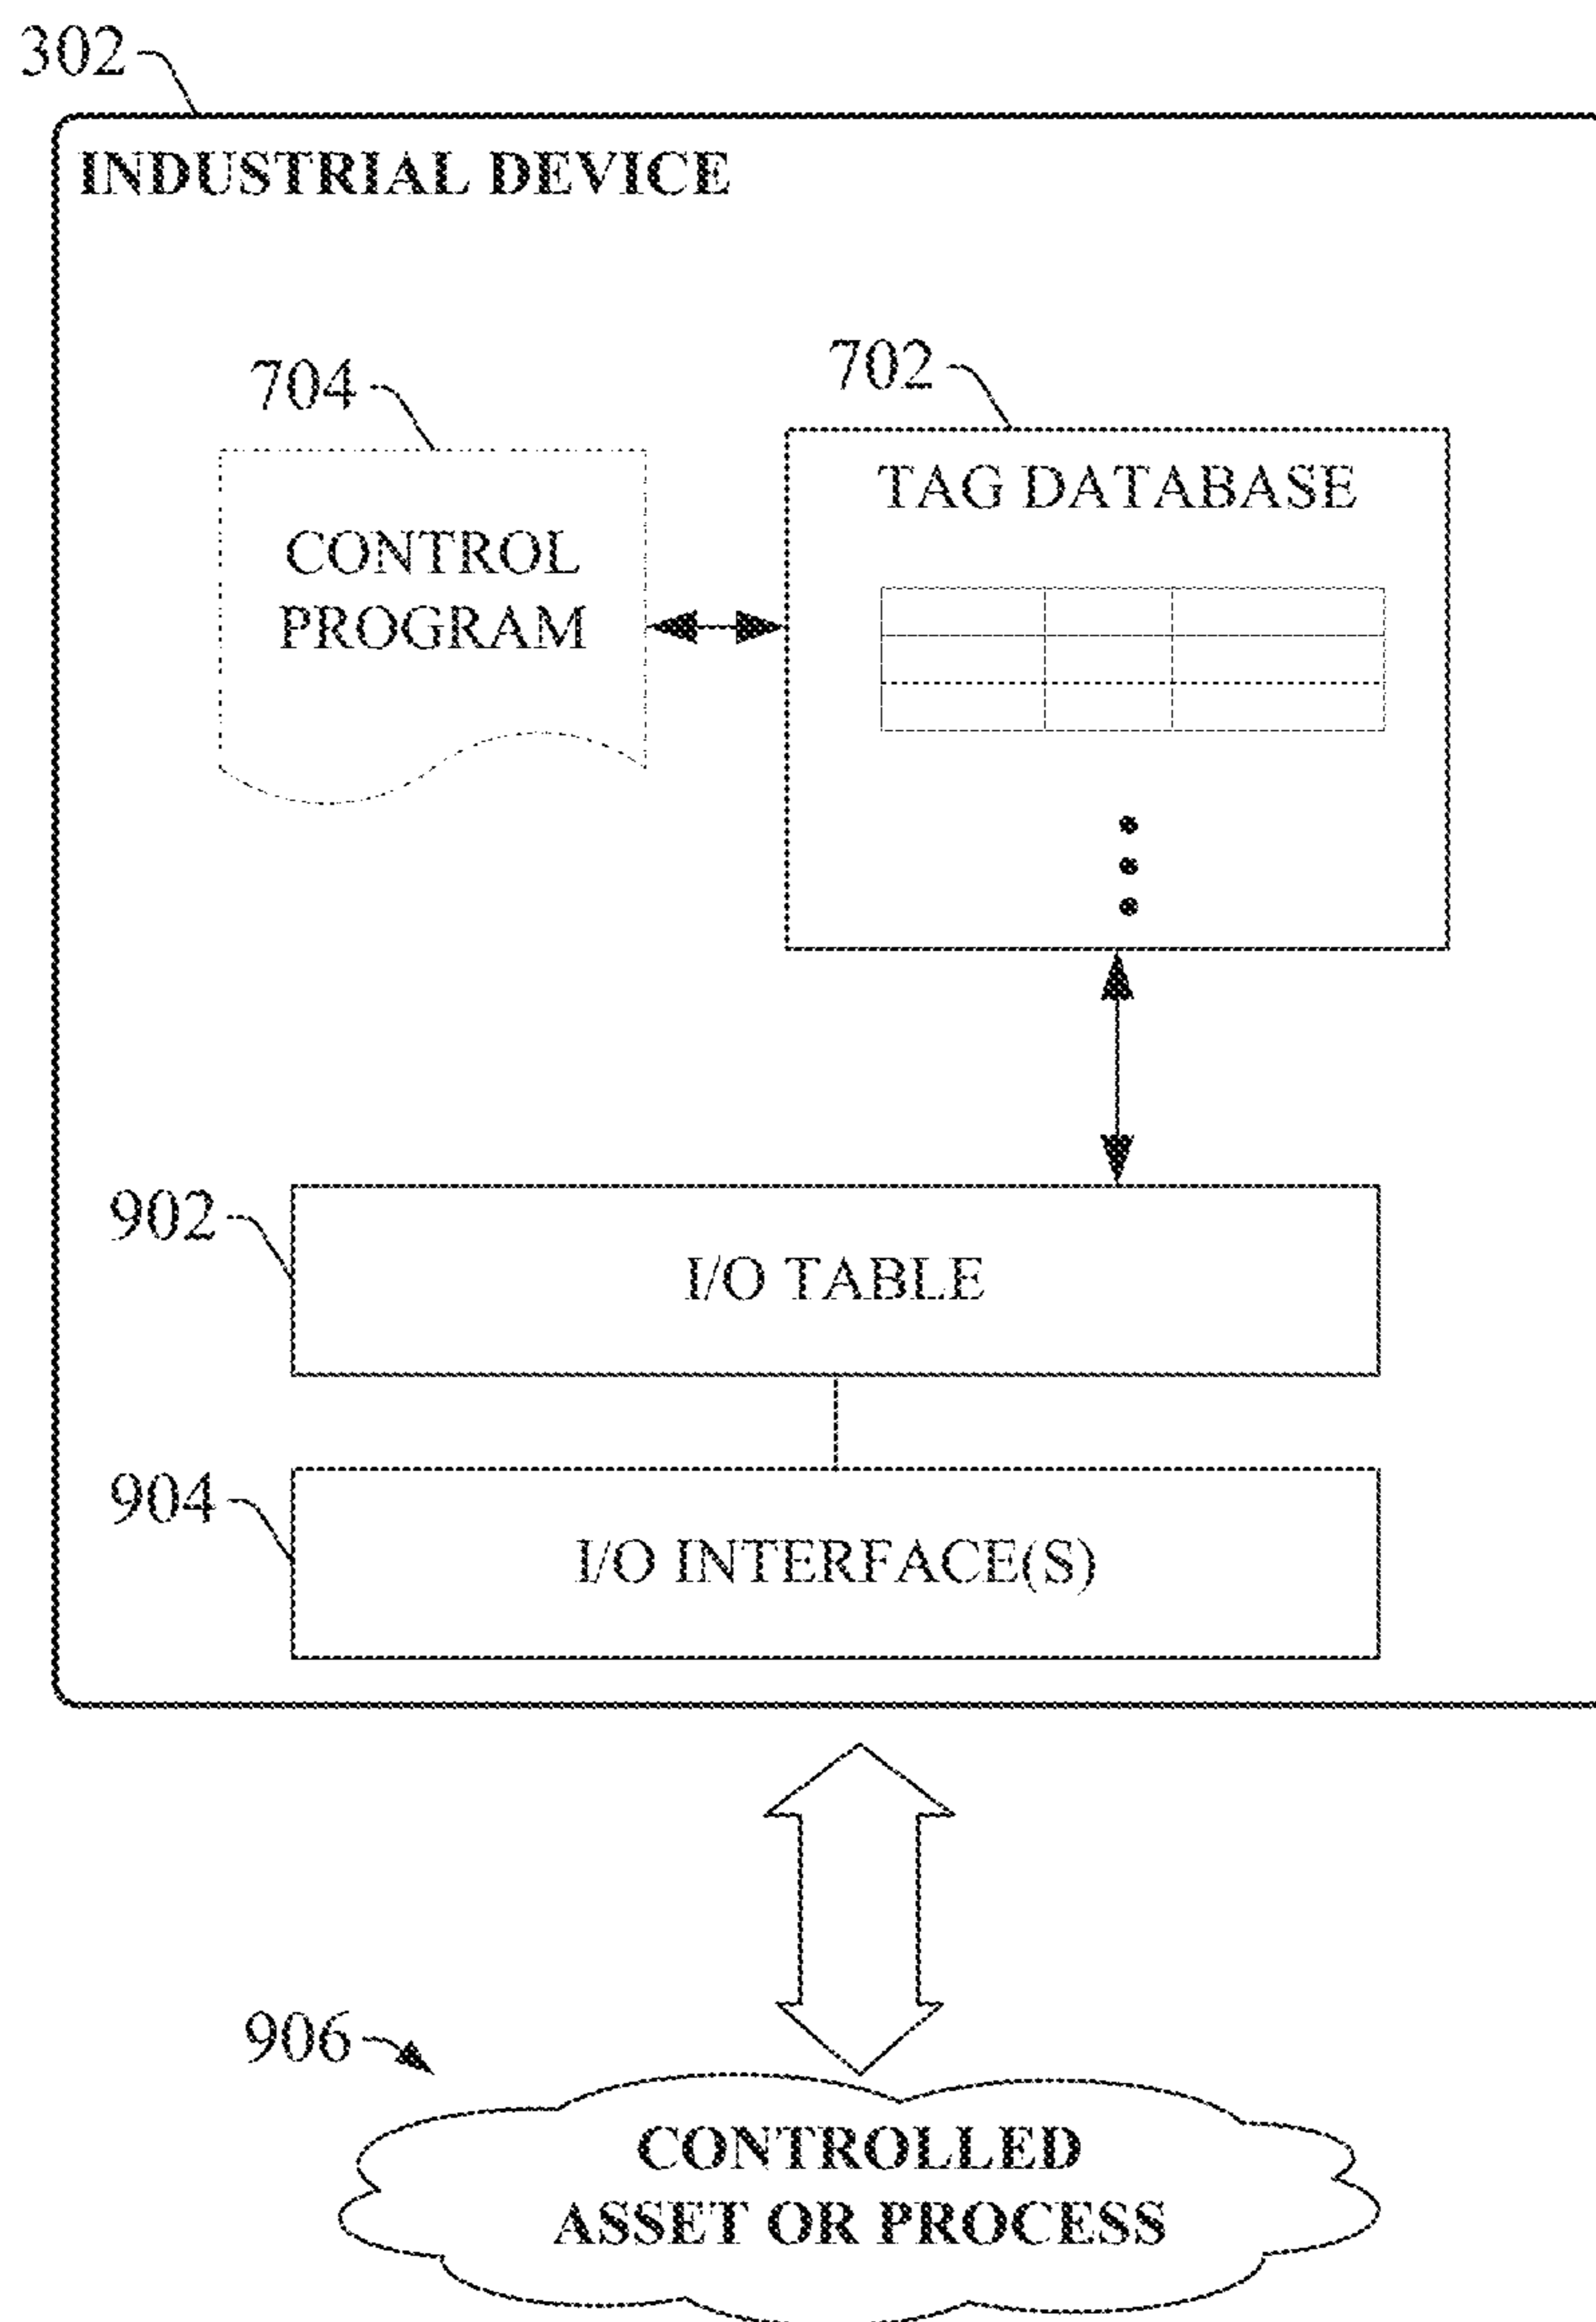 302
INDUSTRIAL DEVICE
704
702
TAG DATABASE
CONTROL
PROGRAM
902
I/O TABLE
904
I/O INTERFACE(S)
906
CONTROLLED
ASSET OR PROCESS